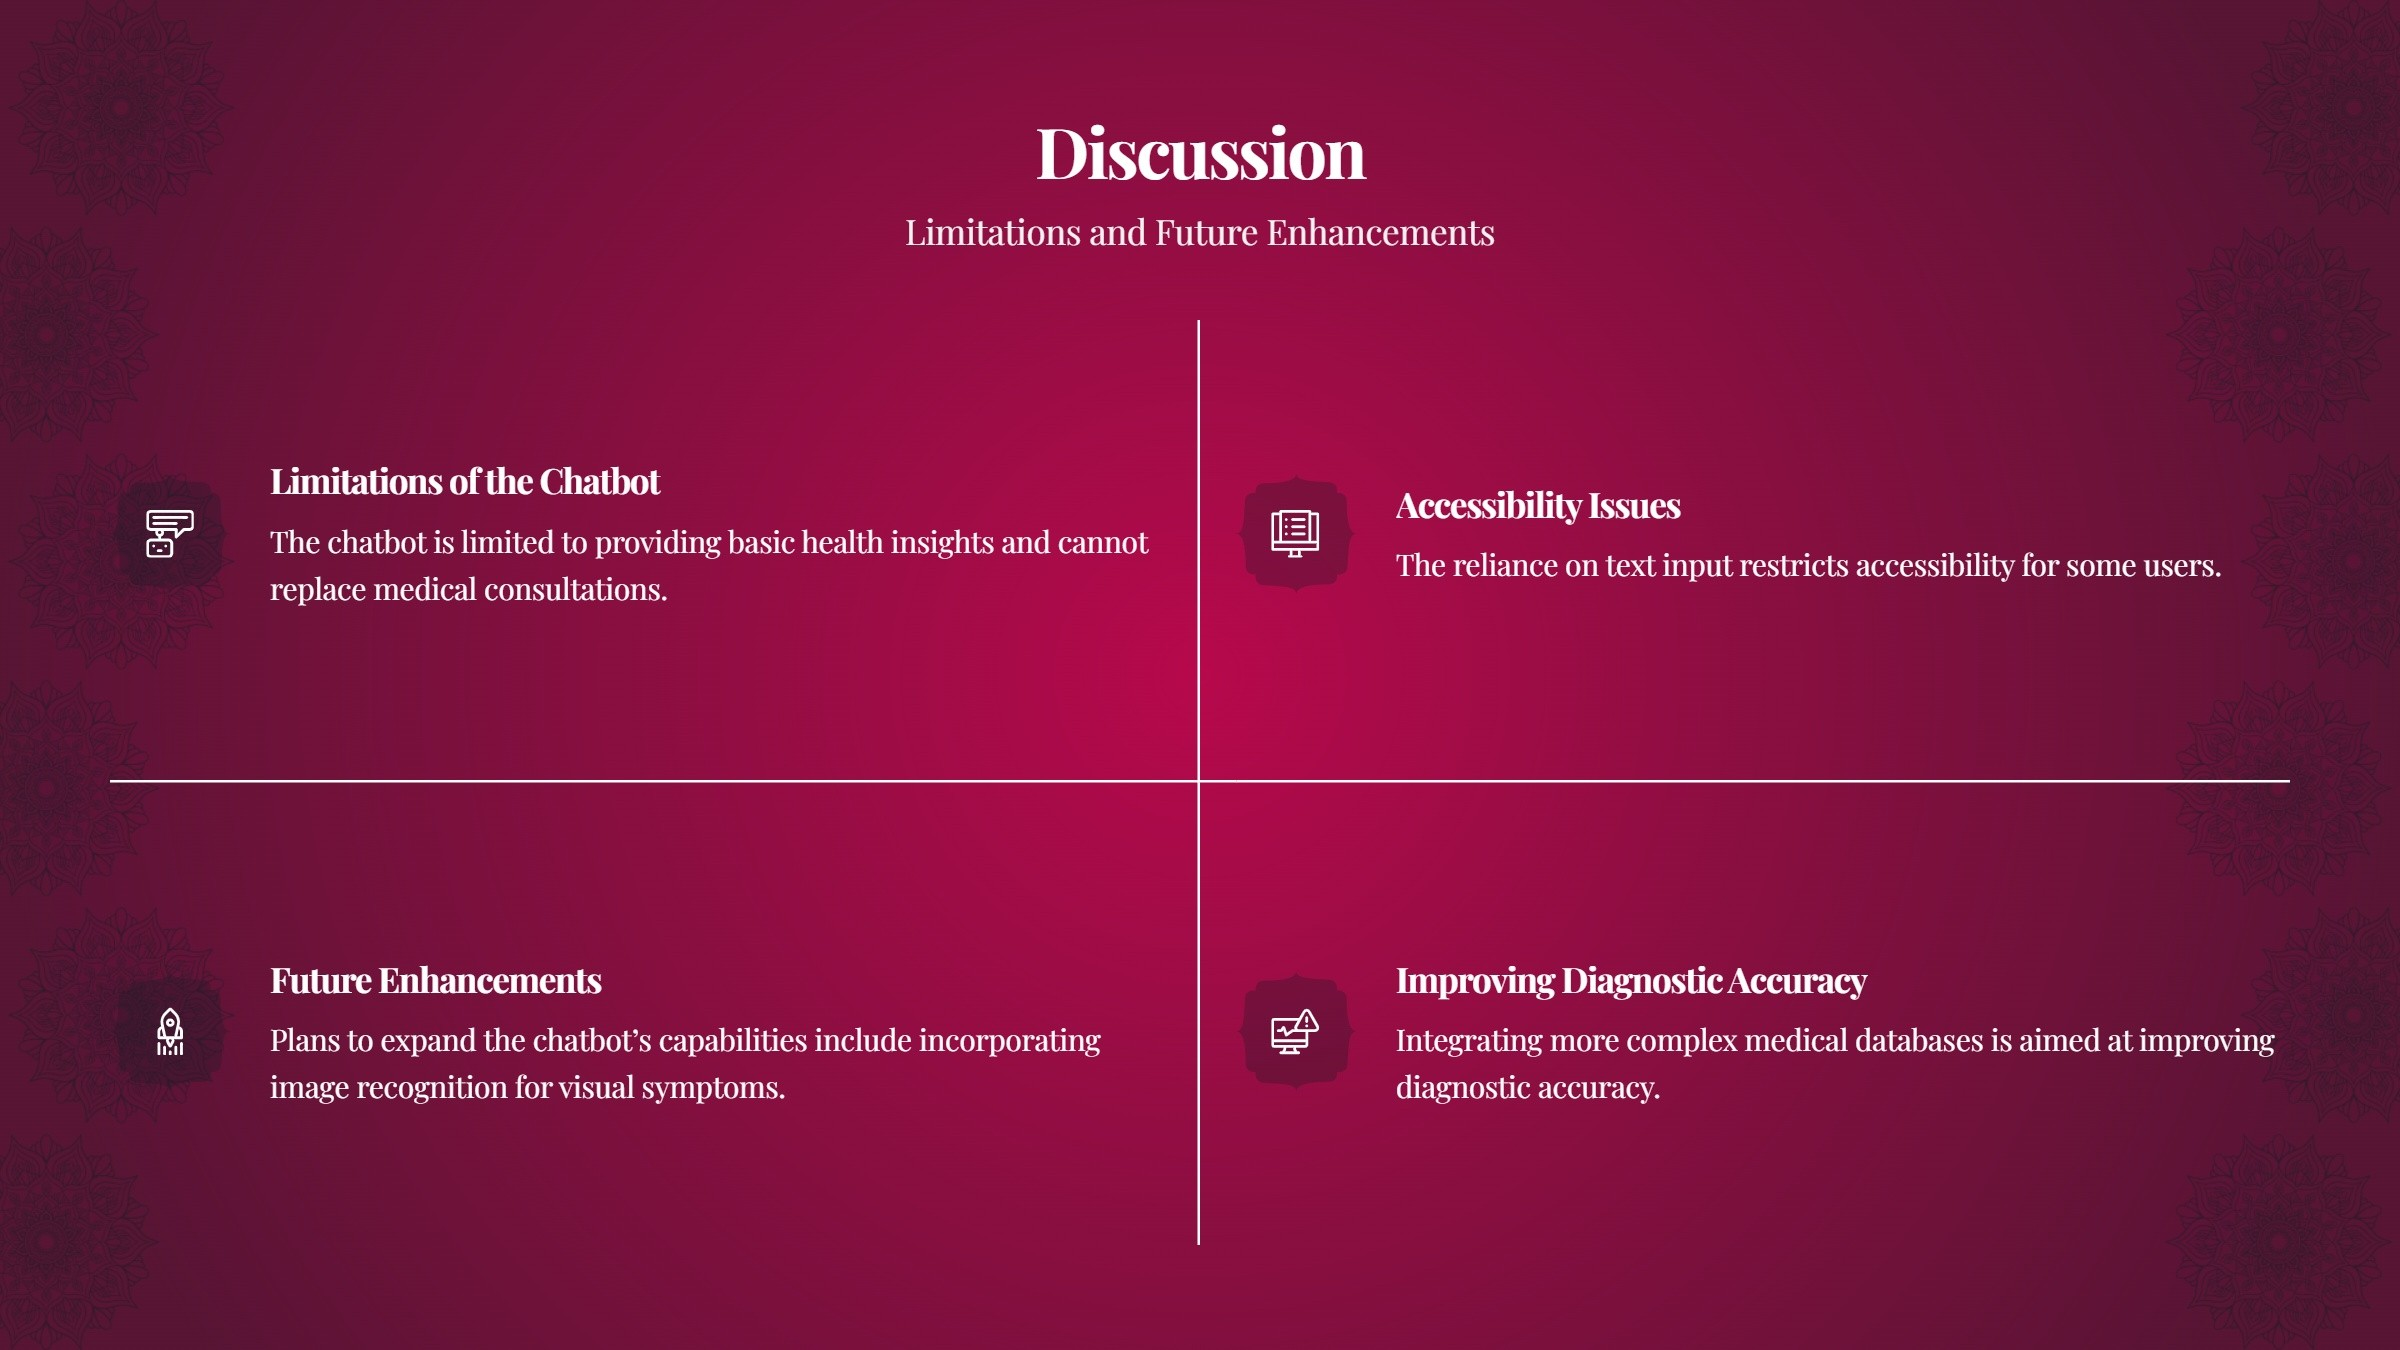 Discussion
Limitations and Future Enhancements
Limitations of the Chatbot
The chatbot is limited to providing basic health insights and cannot
replace medical consultations.
Accessibility Issues
The reliance on text input restricts accessibility for some users.
Future Enhancements
Plans to expand the chatbot’s capabilities include incorporating
image recognition for visual symptoms.
Improving Diagnostic Accuracy
Integrating more complex medical databases is aimed at improving
diagnostic accuracy.